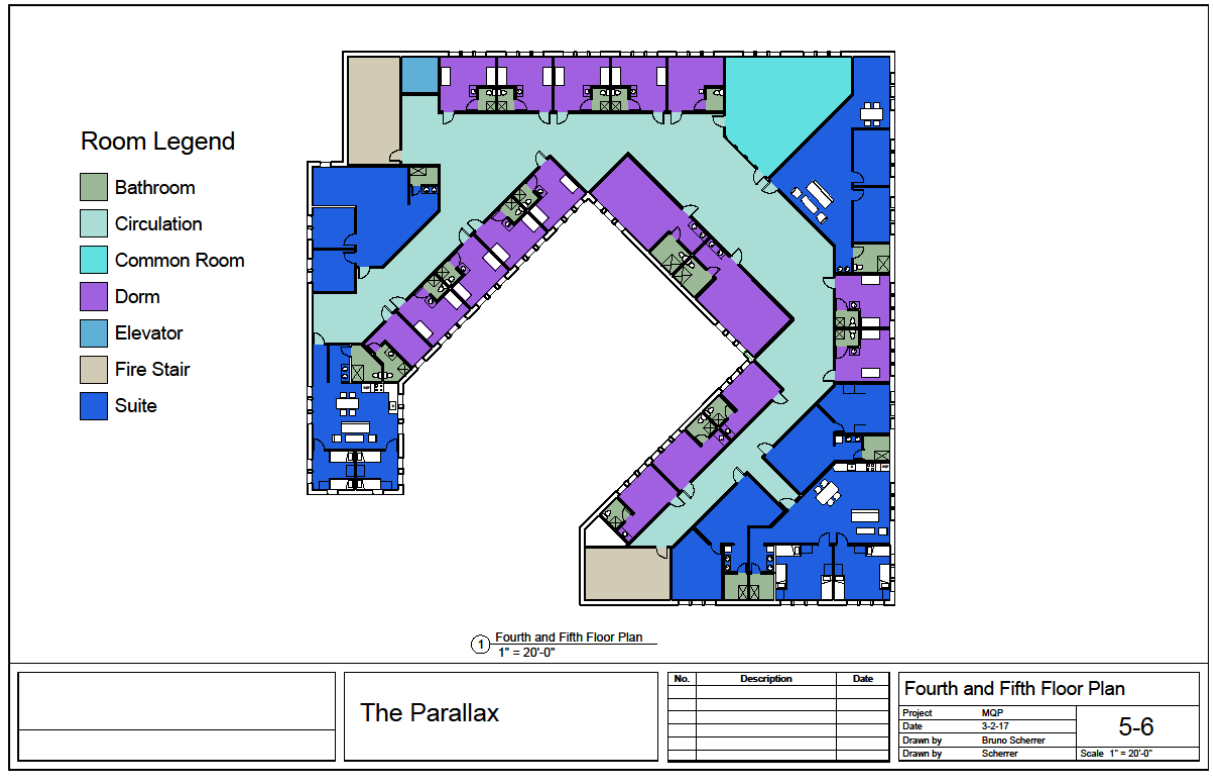 Room Legend
Bathroom
Circulation
Common Room
Dorm
Elevator
Fire Stair
Suite
1 Fourth and Fifth Floor Plan
1" = 20'-0"
The Parallax
No. Description Date
Fourth and Fifth Floor Plan
Project MQP
Date 3-2-17
Drawn by Bruno Scherrer
Drawn by Scherrer
5-6
Scale 1" = 20'-0"